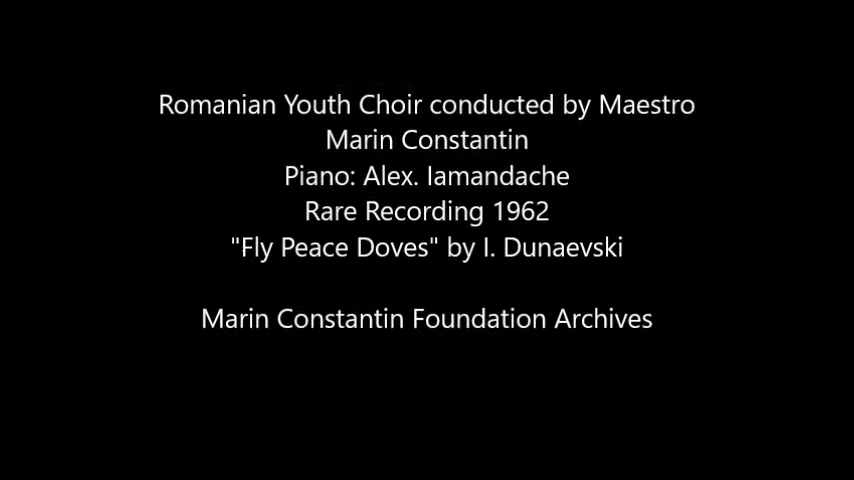 Romanian Youth Choir conducted by Maestro
Marin Constantin
Piano: Alex. Iamandache
Rare Recording 1962
"Fly Peace Doves" by I. Dunaevski
Marin Constantin Foundation Archives